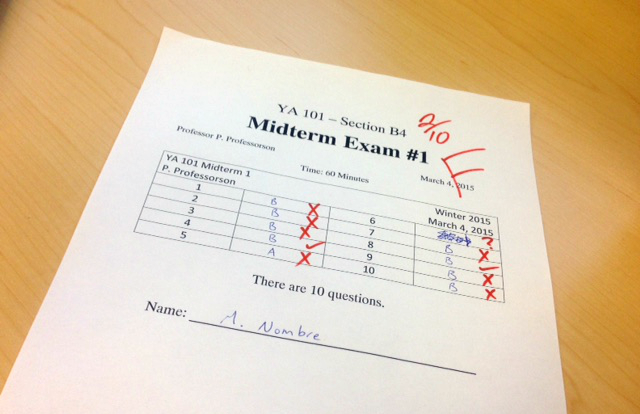 YA 101 – Section B4
2/10
Midterm Exam #1
F
Professor P. Professorson Time: 60 Minutes March 4, 2015
YA 101 Midterm 1 Winter 2015
P. Professorson March 4, 2015
1 B X 6 ?
2 B X 7 B X
3 B X 8 B ✓
4 B ✓ 9 B X
5 A X 10 B X
There are 10 questions.
Name: M. Nombre